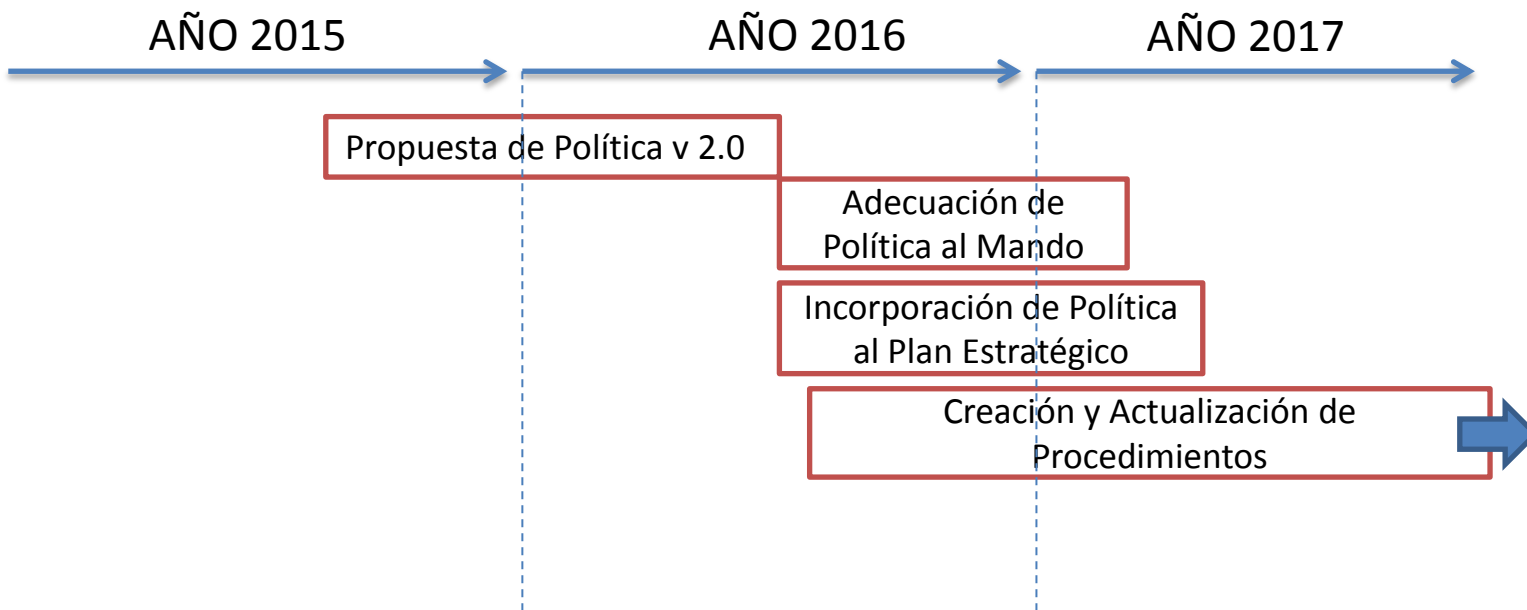 AÑO 2015
AÑO 2016
AÑO 2017
Propuesta de Política v 2.0
Adecuación de
Política al Mando
Incorporación de Política
al Plan Estratégico
Creación y Actualización de
Procedimientos